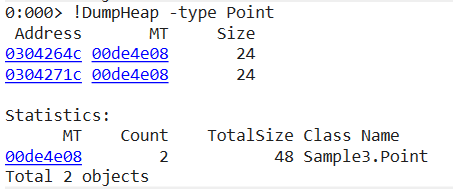 0:000> !DumpHeap -type Point
Address MT Size
0304264c 00de4e08 24
0304271c 00de4e08 24
Statistics:
MT Count TotalSize Class Name
00de4e08 2 48 Sample3.Point
Total 2 objects